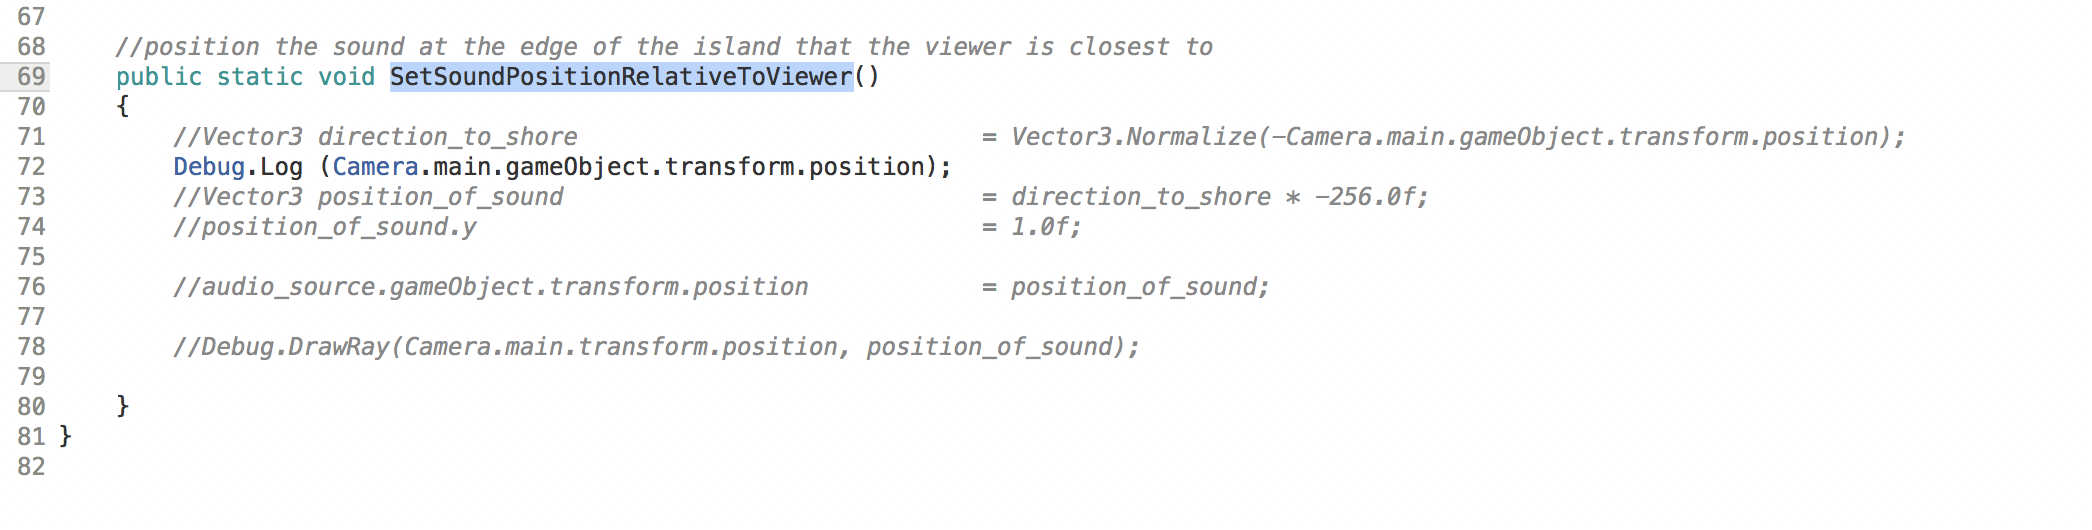 67
68 //position the sound at the edge of the island that the viewer is closest to
69 public static void SetSoundPositionRelativeToViewer()
70 {
71 //Vector3 direction_to_shore = Vector3.Normalize(-Camera.main.gameObject.transform.position);
72 Debug.Log (Camera.main.gameObject.transform.position);
73 //Vector3 position_of_sound = direction_to_shore * -256.0f;
74 //position_of_sound.y = 1.0f;
75
76 //audio_source.gameObject.transform.position = position_of_sound;
77
78 //Debug.DrawRay(Camera.main.transform.position, position_of_sound);
79
80 }
81 }
82